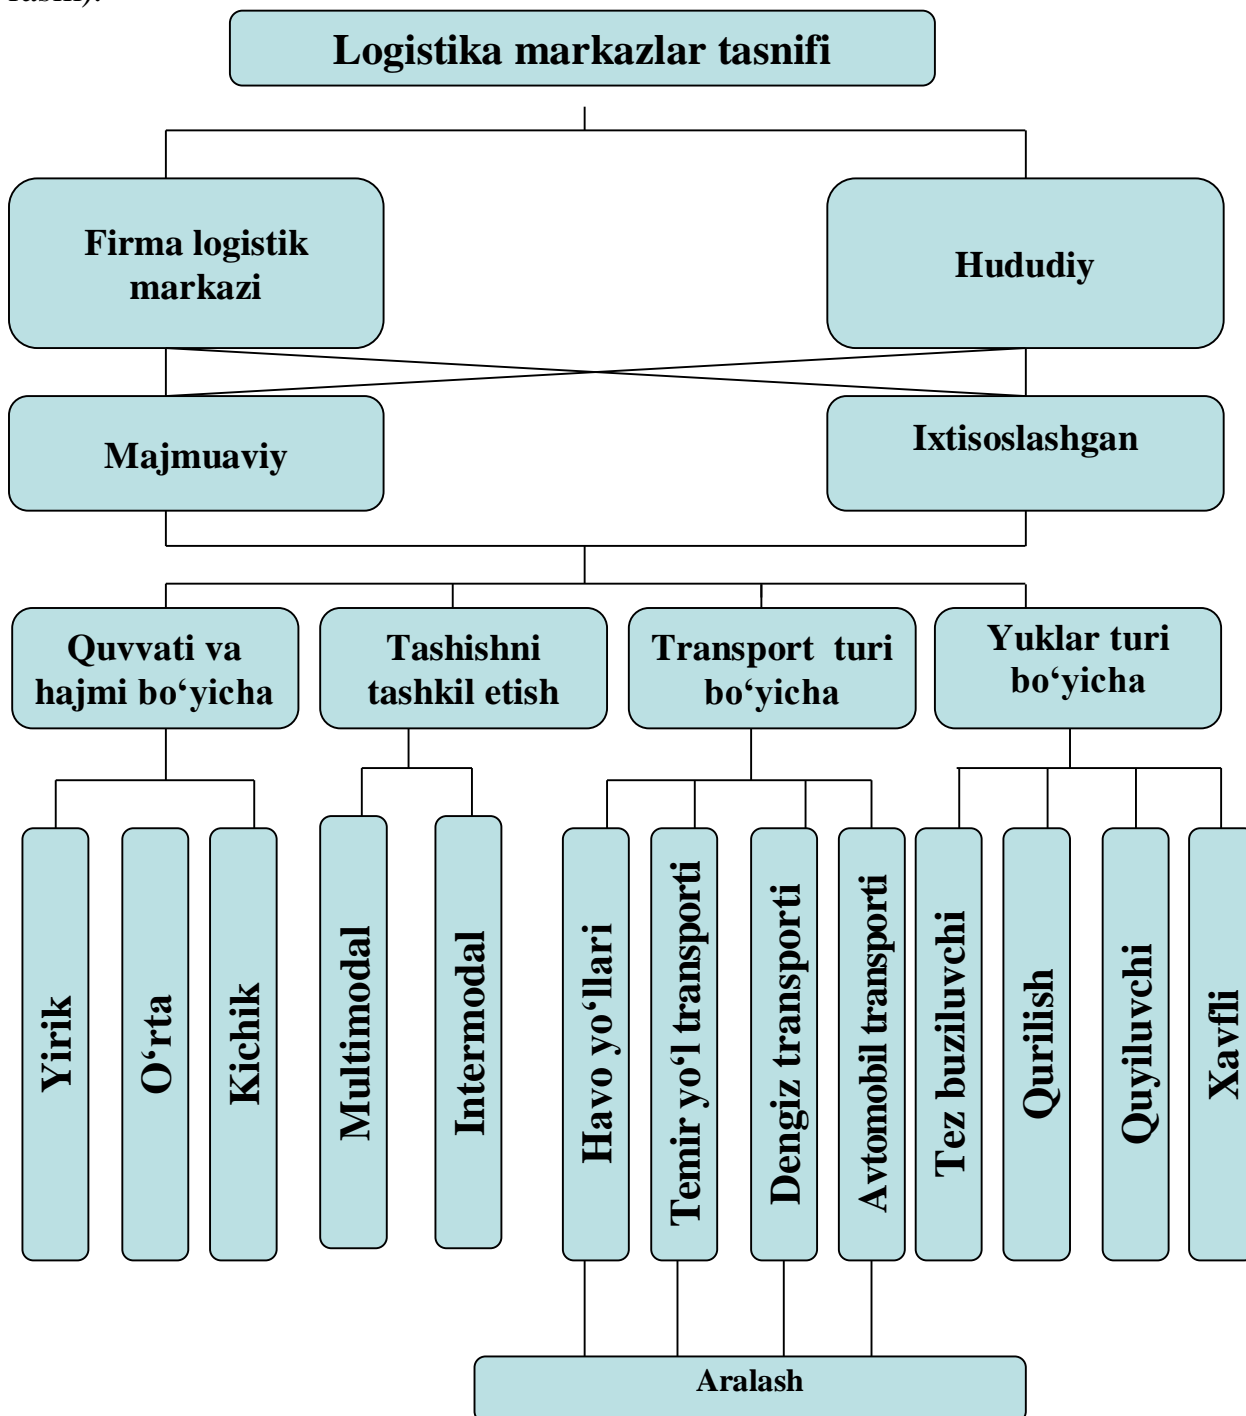 rasm).
Logistika markazlar tasnifi
Firma logistik
markazi
Hududiy
Majmuaviy
Ixtisoslashgan
Quvvati va
hajmi bo‘yicha
Tashishni
tashkil etish
Transport turi
bo‘yicha
Yuklar turi
bo‘yicha
Yirik
O‘rta
Kichik
Multimodal
Intermodal
Havo yo‘llari
Temir yo‘l transporti
Dengiz transporti
Avtomobil transporti
Tez buziluvchi
Qurilish
Quyiluvchi
Xavfli
Aralash